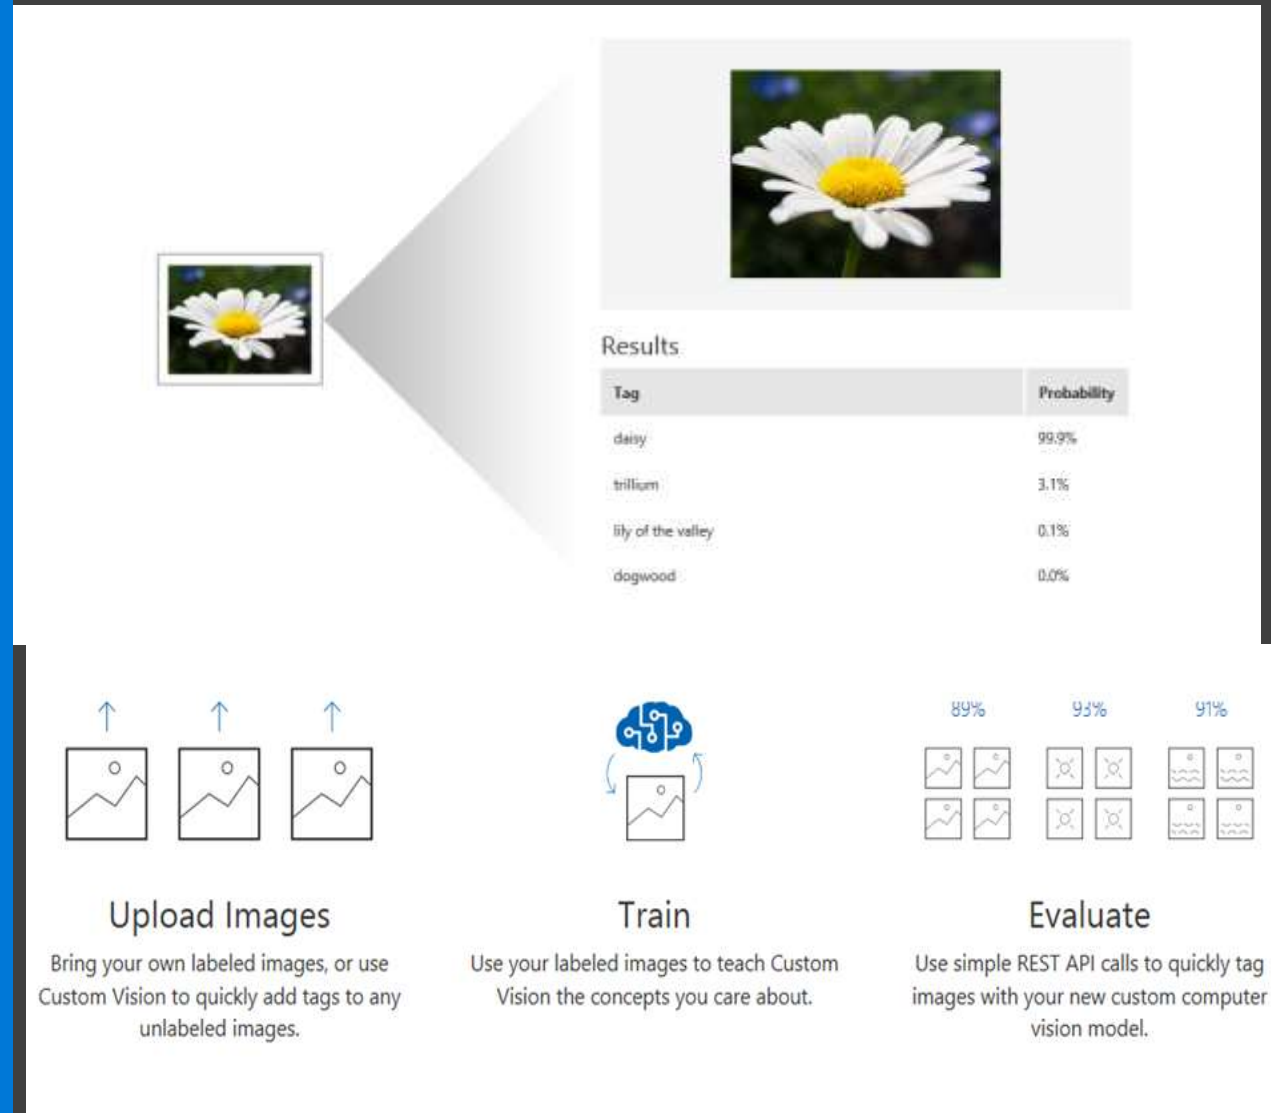 Results
Tag Probability
daisy 99.9%
trillium 3.1%
lily of the valley 0.1%
dogwood 0.0%
89% 93% 91%
Upload Images
Bring your own labeled images, or use
Custom Vision to quickly add tags to any
unlabeled images.
Train
Use your labeled images to teach Custom
Vision the concepts you care about.
Evaluate
Use simple REST API calls to quickly tag
images with your new custom computer
vision model.